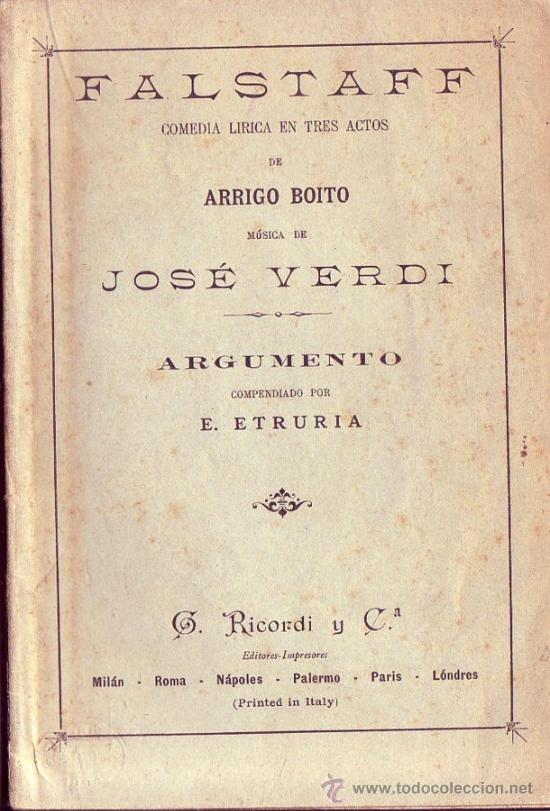 FALSTAFF
COMEDIA LIRICA EN TRES ACTOS
DE
ARRIGO BOITO
MÚSICA DE
JOSÉ VERDI
ARGUMENTO
COMPENDIADO POR
E. ETRURIA
G. Ricordi y C.ª
Editores-Impresores
Milán - Roma - Nápoles - Palermo - Paris - Lóndres
(Printed in Italy)
www.todocoleccion.net